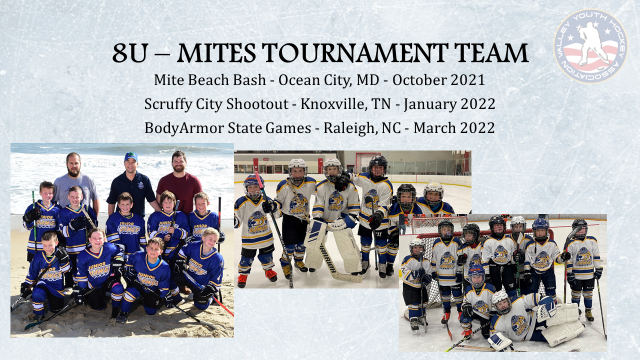 8U – MITES TOURNAMENT TEAM
Mite Beach Bash - Ocean City, MD - October 2021
Scruffy City Shootout - Knoxville, TN - January 2022
BodyArmor State Games - Raleigh, NC - March 2022
VALLEY YOUTH HOCKEY ASSOCIATION